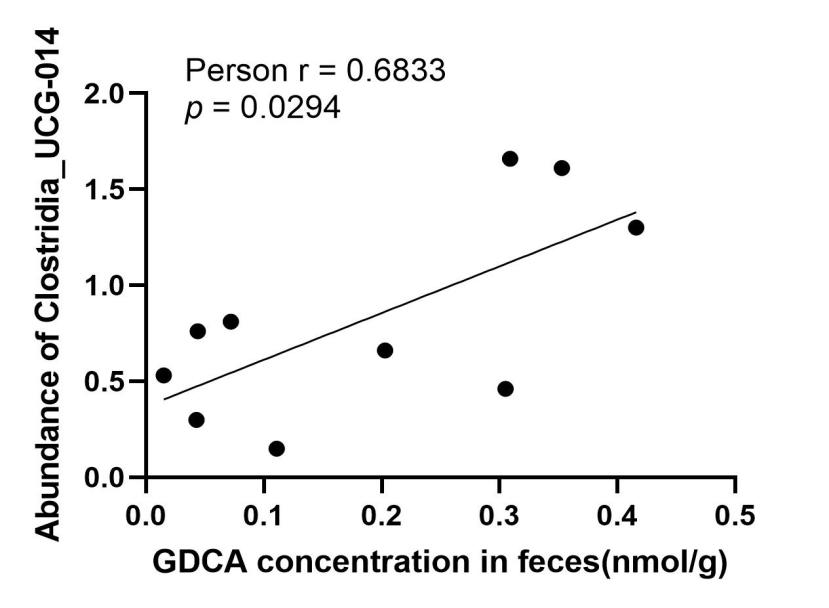 Person r = 0.6833
p = 0.0294
Abundance of Clostridia_UCG-014
2.0
1.5
1.0
0.5
0.0
0.0 0.1 0.2 0.3 0.4 0.5
GDCA concentration in feces(nmol/g)